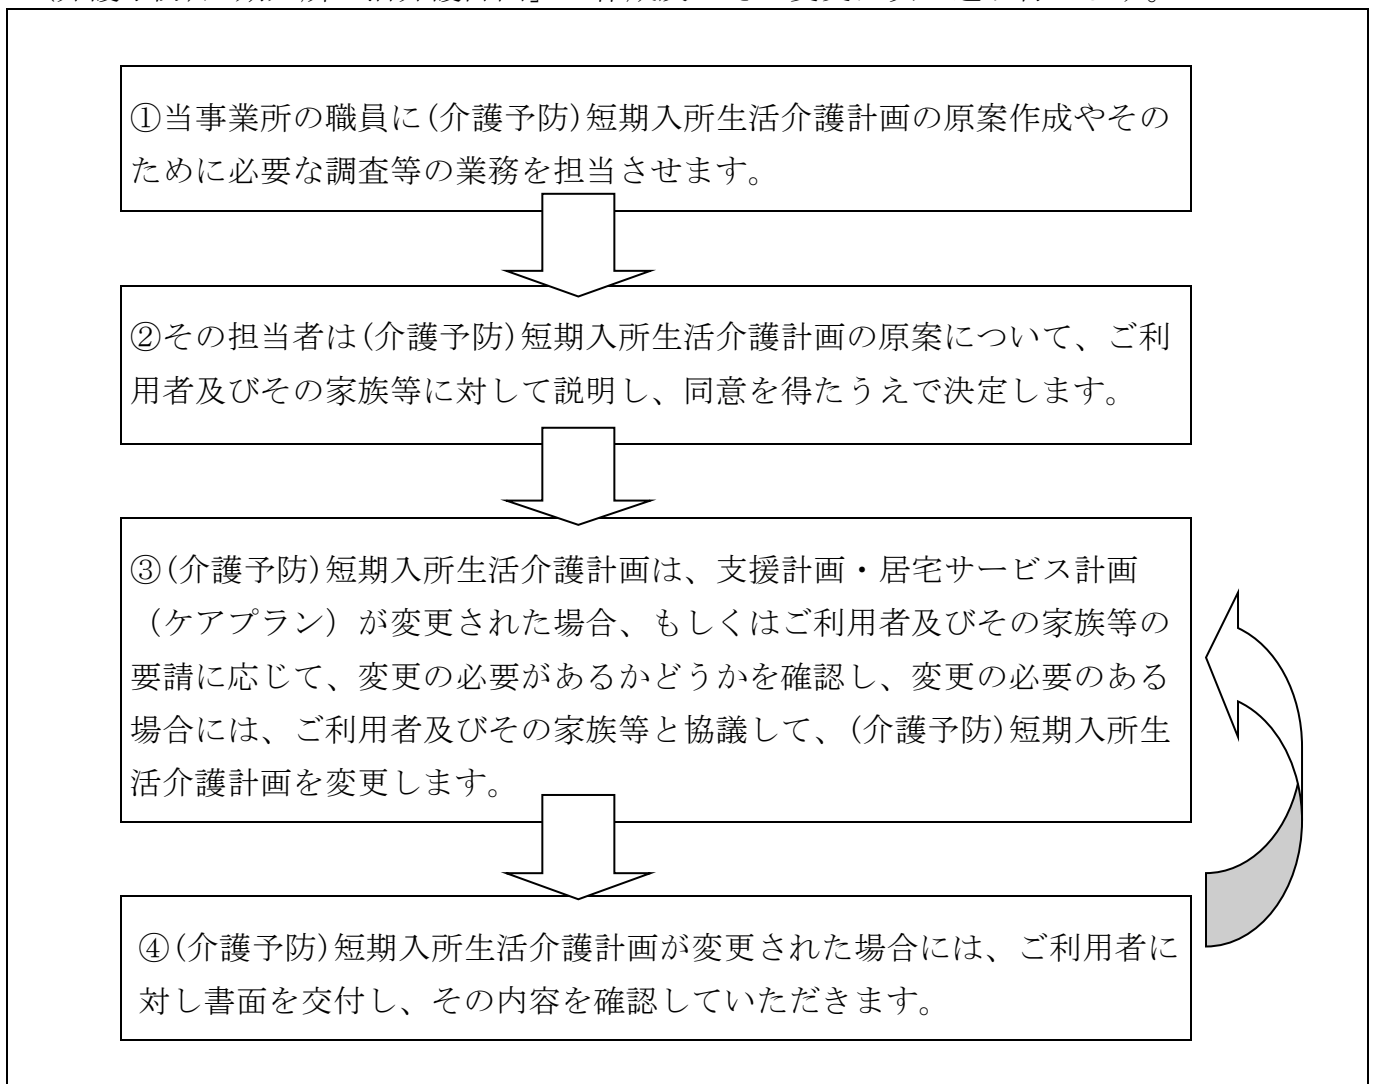 ①当事業所の職員に(介護予防)短期入所生活介護計画の原案作成やその
ために必要な調査等の業務を担当させます。
②その担当者は(介護予防)短期入所生活介護計画の原案について、ご利
用者及びその家族等に対して説明し、同意を得たうえで決定します。
③(介護予防)短期入所生活介護計画は、支援計画・居宅サービス計画
（ケアプラン）が変更された場合、もしくはご利用者及びその家族等の
要請に応じて、変更の必要があるかどうかを確認し、変更の必要のある
場合には、ご利用者及びその家族等と協議して、(介護予防)短期入所生
活介護計画を変更します。
④(介護予防)短期入所生活介護計画が変更された場合には、ご利用者に
対し書面を交付し、その内容を確認していただきます。